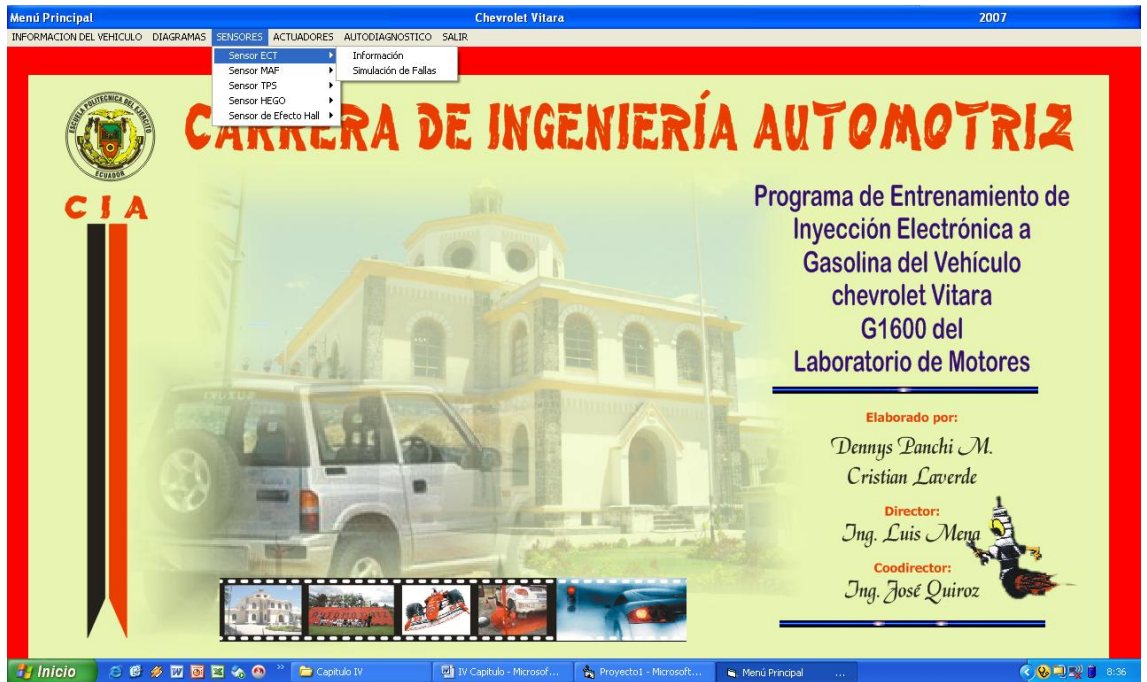 Menú Principal
Chevrolet Vitara
2007
INFORMACION DEL VEHICULO
DIAGRAMAS
SENSORES
ACTUADORES
AUTODIAGNOSTICO
SALIR
Sensor ECT
Sensor MAF
Sensor TPS
Sensor HEGO
Sensor de Efecto Hall
Información
Simulación de Fallas
ESCUELA POLITECNICA DEL EJERCITO
ECUADOR
CARRERA DE INGENIERÍA AUTOMOTRIZ
C I A
Programa de Entrenamiento de
Inyección Electrónica a
Gasolina del Vehículo
chevrolet Vitara
G1600 del
Laboratorio de Motores
Elaborado por:
Dennys Panchi M.
Cristian Laverde
Director:
Ing. Luis Mena
Coodirector:
Ing. José Quiroz
AUTOMOTRIZ
Inicio
Capitulo IV
IV Capitulo - Microsof...
Proyecto1 - Microsoft...
Menú Principal ...
8:36